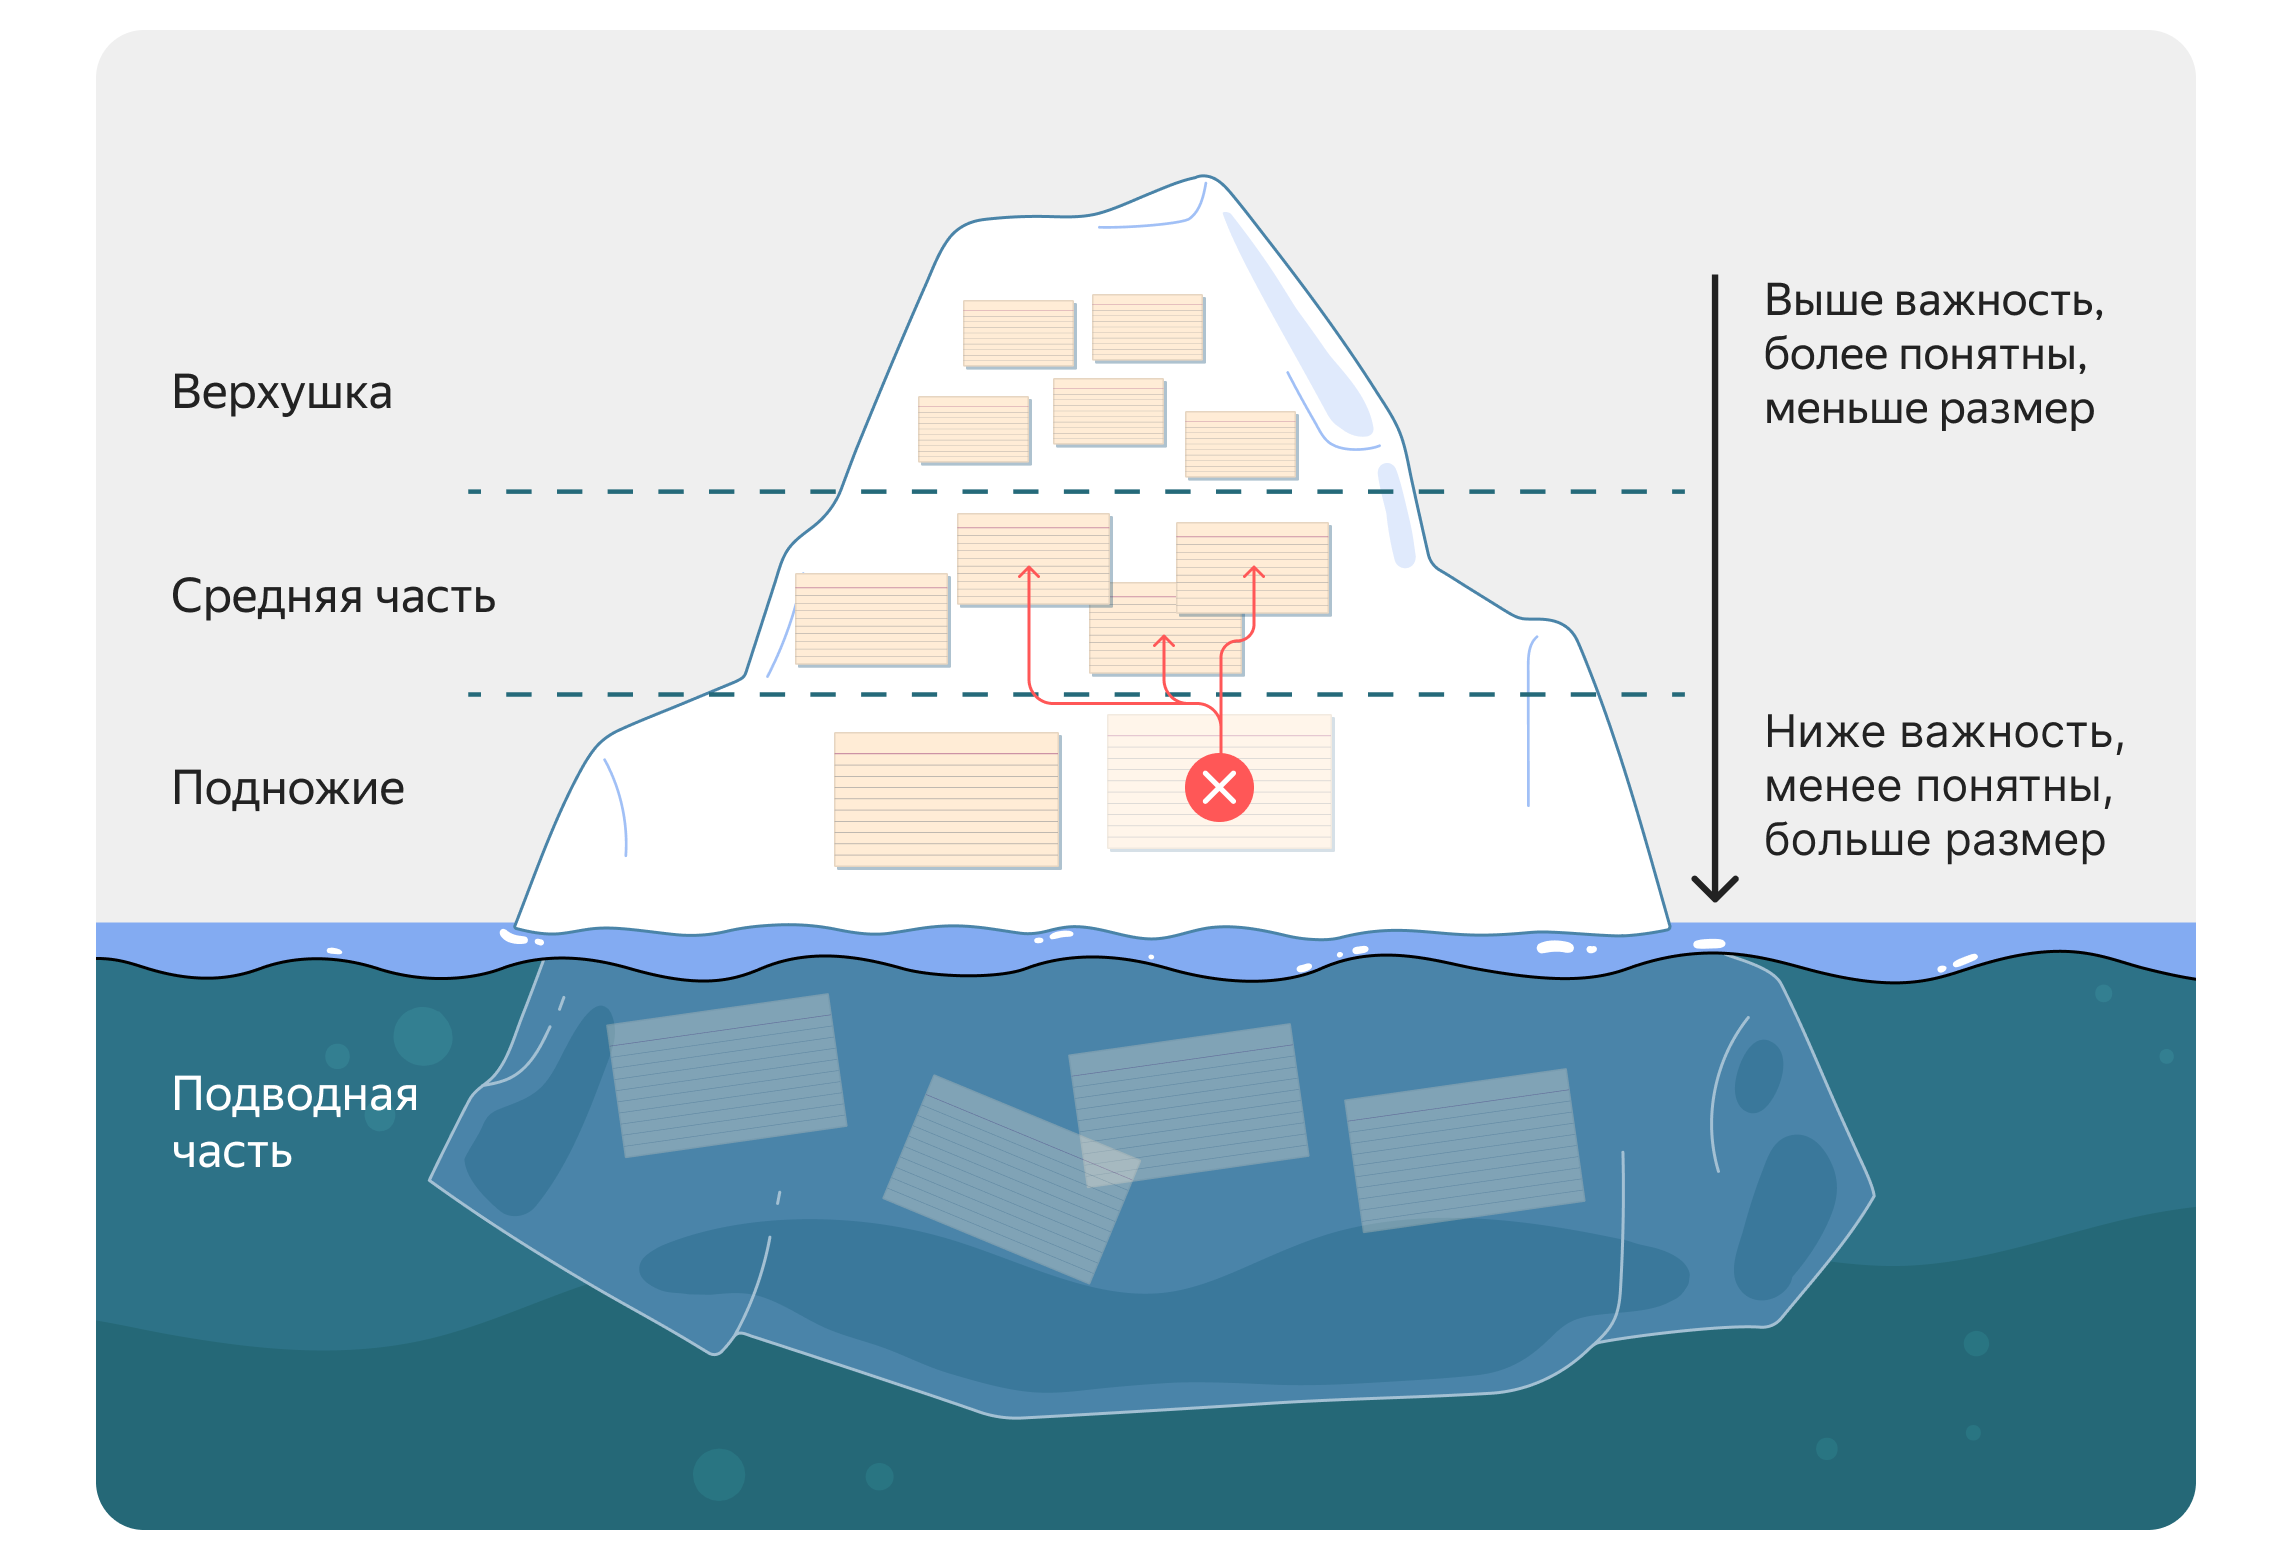 Верхушка
Средняя часть
Подножие
Подводная
часть
Выше важность,
более понятны,
меньше размер
Ниже важность,
менее понятны,
больше размер